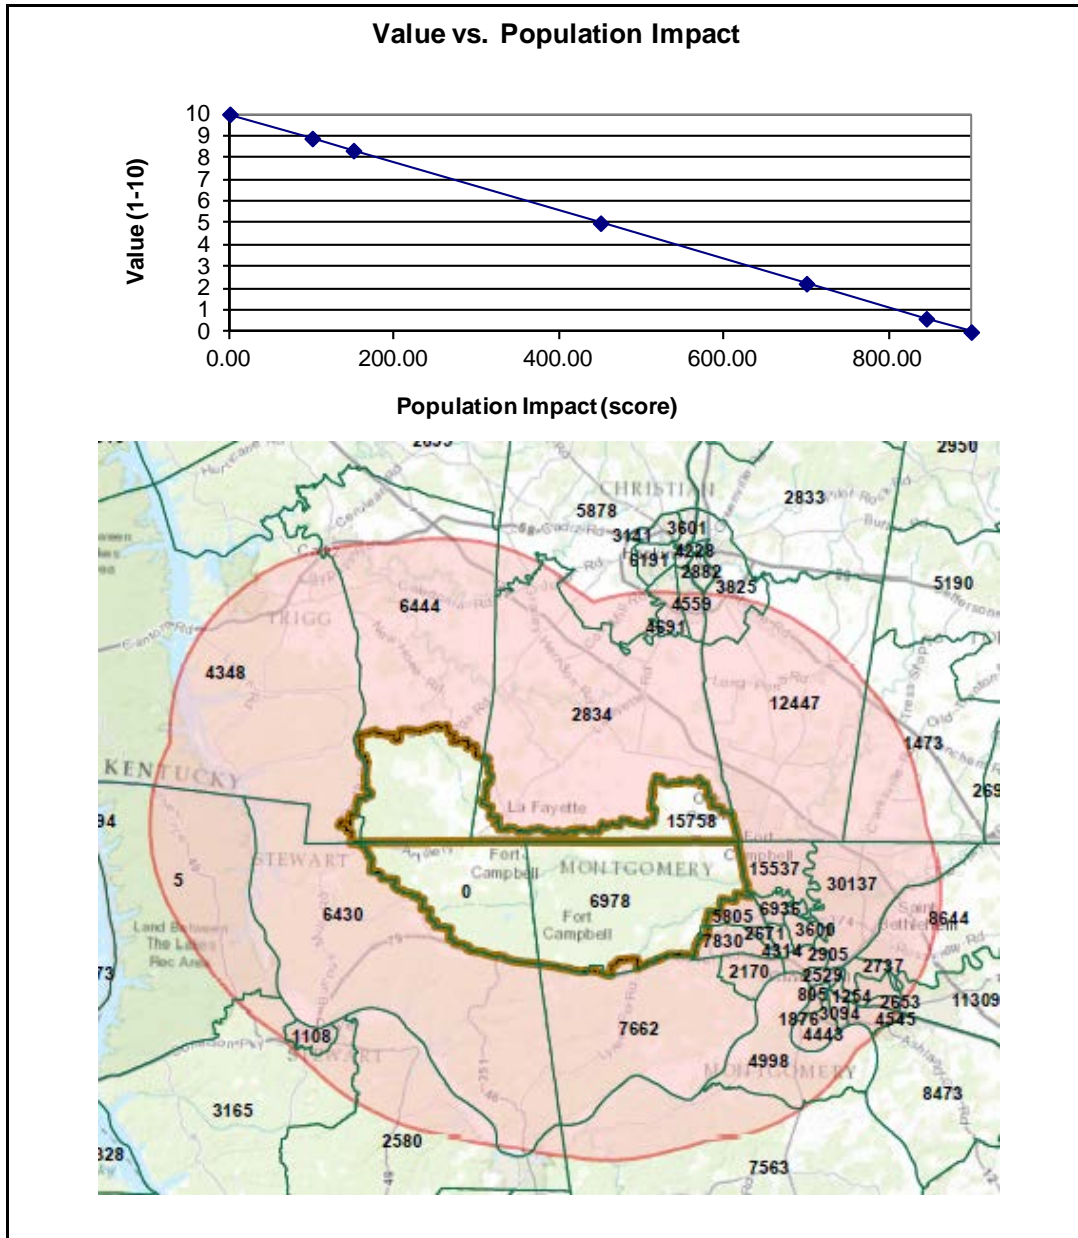 Value vs. Population Impact
Value (1-10)
10
9
8
7
6
5
4
3
2
1
0
0.00 200.00 400.00 600.00 800.00
Population Impact (score)
2950
CHRISTIAN
2833
5878
3141
3601
6191
4228
2882
3825
5190
6444
4559
4691
TRIGG
4348
12447
2834
1473
KENTUCKY
La Fayette
15758
STEWART
Fort
Campbell
MONTGOMERY
Fort
Campbell
15537
30137
5
0
6978
6430
Fort
Campbell
5805
6936
3600
8644
Land Between
The Lakes
Rec Area
7830
2671
4314
2905
2170
2529
2737
805
1254
2653
11309
1876
3094
4545
4443
7662
1108
STEWART
4998
MONTGOMERY
3165
8473
2580
7563